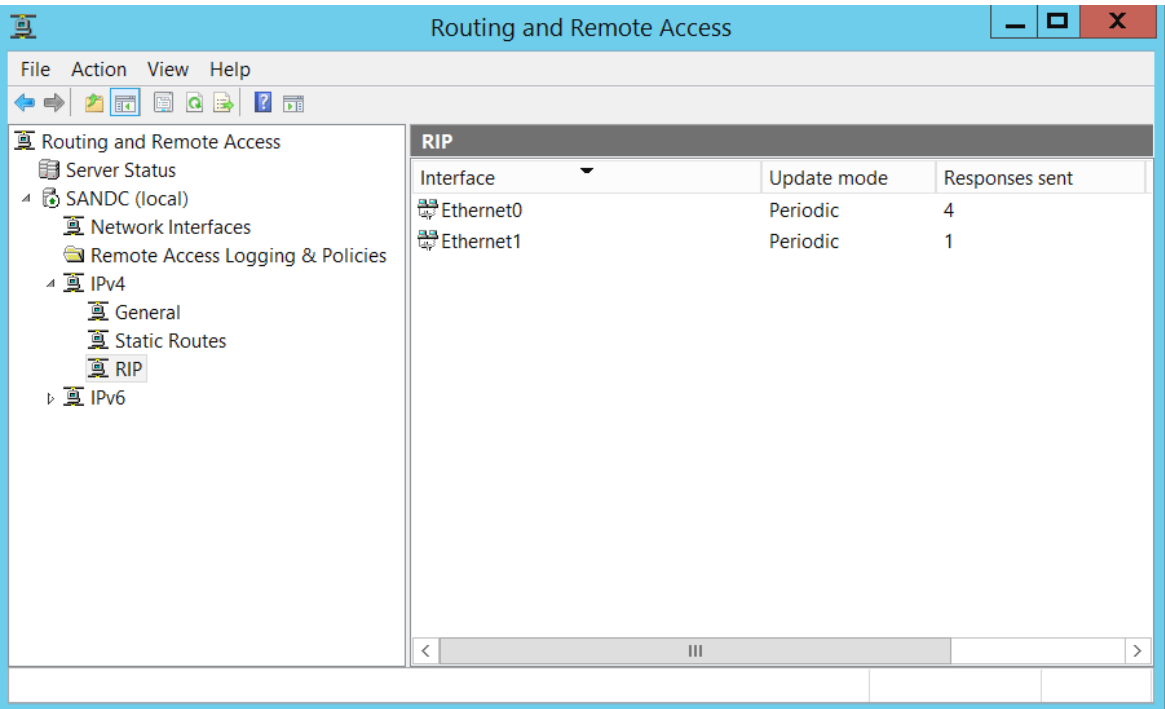 Routing and Remote Access
File Action View Help
Routing and Remote Access
Server Status
SANDC (local)
Network Interfaces
Remote Access Logging & Policies
IPv4
General
Static Routes
RIP
IPv6
RIP
Interface Update mode Responses sent
Ethernet0 Periodic 4
Ethernet1 Periodic 1